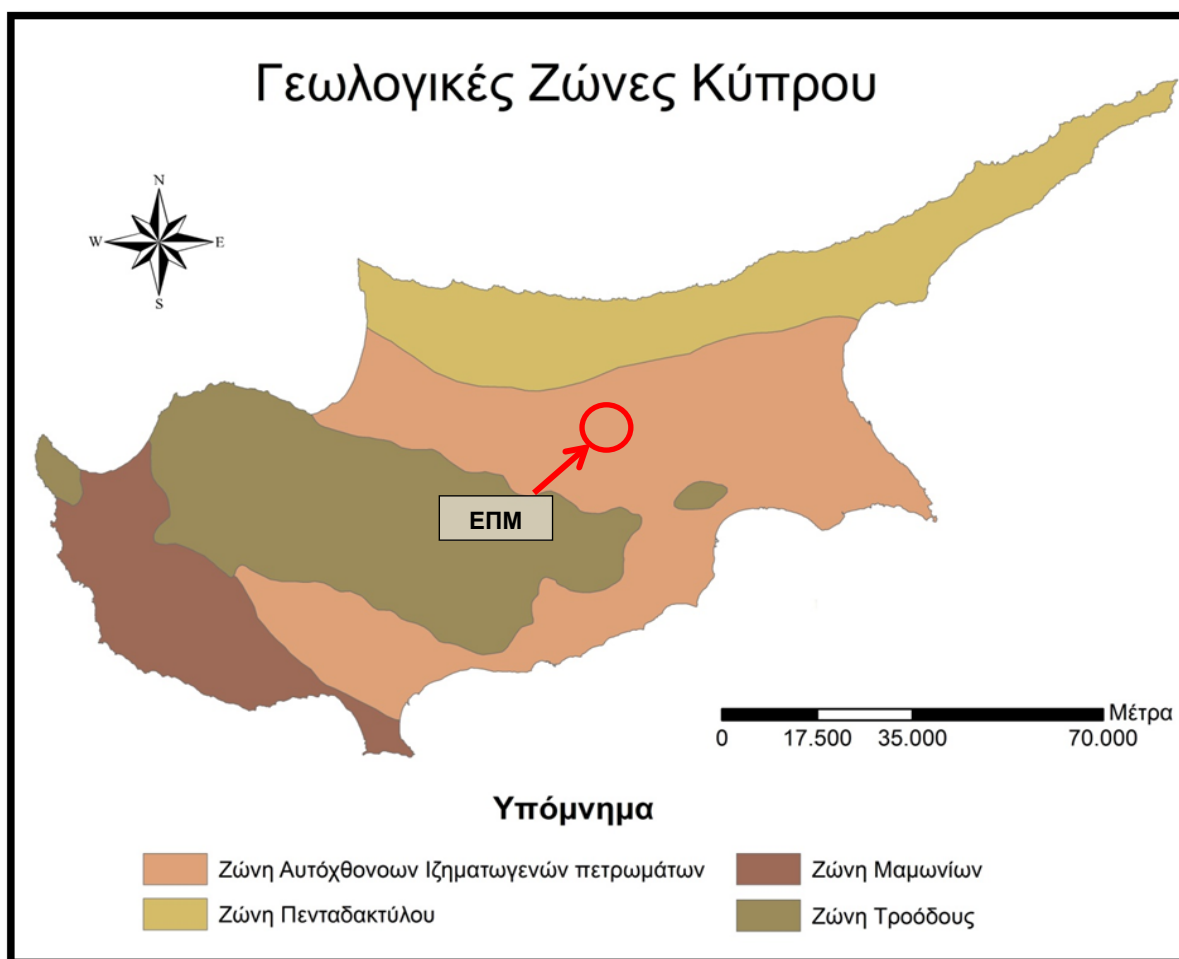 Γεωλογικές Ζώνες Κύπρου
N
W E
S
ΕΠΜ
Μέτρα
0 17.500 35.000 70.000
Υπόμνημα
Ζώνη Αυτόχθονοων Ιζηματωγενών πετρωμάτων
Ζώνη Μαμωνίων
Ζώνη Πενταδακτύλου
Ζώνη Τροόδους